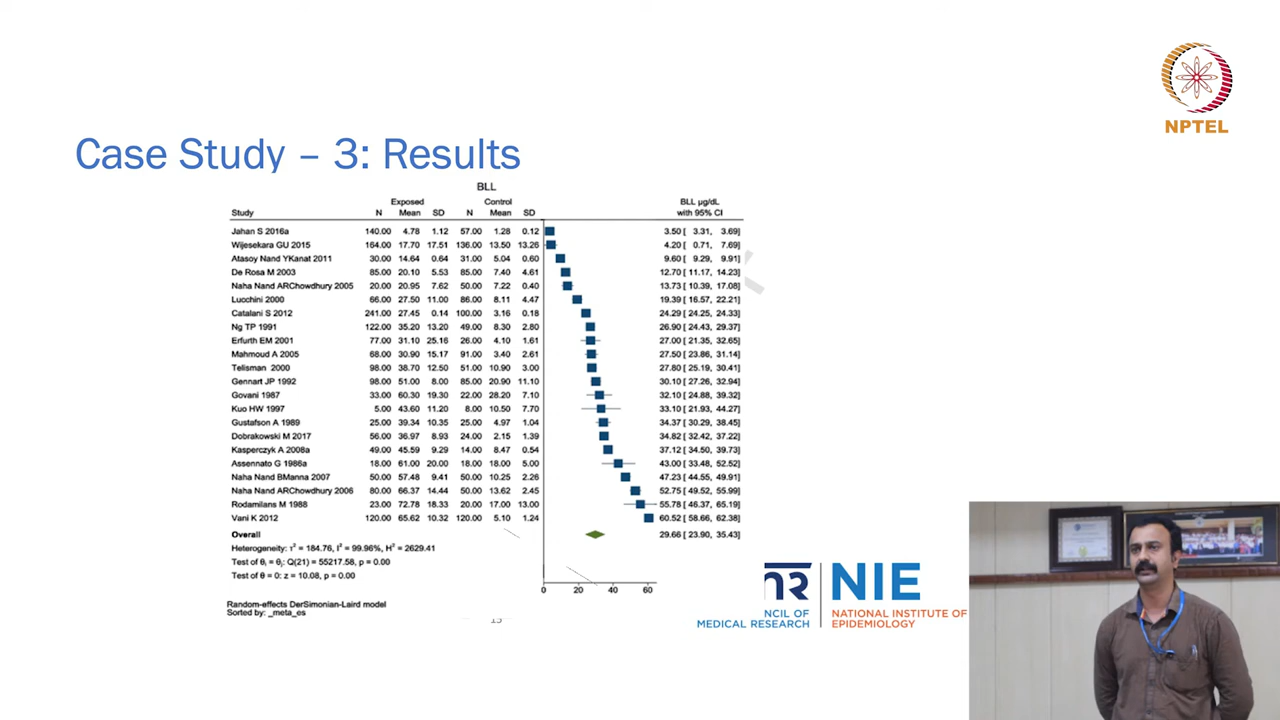 NPTEL
Case Study – 3: Results
BLL
Exposed Control BLL µg/dL
Study N Mean SD N Mean SD with 95% CI
Jahan S 2016a 140.00 4.78 1.12 57.00 1.28 0.12 3.50 [ 3.31, 3.69]
Wijesekara GU 2015 164.00 17.70 17.51 136.00 13.50 13.26 4.20 [ 0.71, 7.69]
Atasoy Nand YKanat 2011 30.00 14.64 0.64 31.00 5.04 0.60 9.60 [ 9.29, 9.91]
De Rosa M 2003 85.00 20.10 5.53 85.00 7.40 4.61 12.70 [ 11.17, 14.23]
Naha Nand ARChowdhury 2005 20.00 20.95 7.62 50.00 7.22 0.40 13.73 [ 10.39, 17.08]
Lucchini 2000 66.00 27.50 11.00 86.00 8.11 4.47 19.39 [ 16.57, 22.21]
Catalani S 2012 241.00 27.45 0.14 100.00 3.16 0.18 24.29 [ 24.25, 24.33]
Ng TP 1991 122.00 35.20 13.20 49.00 8.30 2.80 26.90 [ 24.43, 29.37]
Erfurth EM 2001 77.00 31.10 25.16 26.00 4.10 1.61 27.00 [ 21.35, 32.65]
Mahmoud A 2005 68.00 30.90 15.17 91.00 3.40 2.61 27.50 [ 23.86, 31.14]
Telisman 2000 98.00 38.70 12.50 51.00 10.90 3.00 27.80 [ 25.19, 30.41]
Gennart JP 1992 98.00 51.00 8.00 85.00 20.90 11.10 30.10 [ 27.26, 32.94]
Govani 1987 33.00 60.30 19.30 22.00 28.20 7.10 32.10 [ 24.88, 39.32]
Kuo HW 1997 5.00 43.60 11.20 8.00 10.50 7.70 33.10 [ 21.93, 44.27]
Gustafson A 1989 25.00 39.34 10.35 25.00 4.97 1.04 34.37 [ 30.29, 38.45]
Dobrakowski M 2017 56.00 36.97 8.93 24.00 2.15 1.39 34.82 [ 32.42, 37.22]
Kasperczyk A 2008a 49.00 45.59 9.29 14.00 8.47 0.54 37.12 [ 34.50, 39.73]
Assennato G 1986a 18.00 61.00 20.00 18.00 18.00 5.00 43.00 [ 33.48, 52.52]
Naha Nand BManna 2007 50.00 57.48 9.41 50.00 10.25 2.26 47.23 [ 44.55, 49.91]
Naha Nand ARChowdhury 2006 80.00 66.37 14.44 50.00 13.62 2.45 52.75 [ 49.52, 55.99]
Rodamilans M 1988 23.00 72.78 18.33 20.00 17.00 13.00 55.78 [ 46.37, 65.19]
Vani K 2012 120.00 65.62 10.32 120.00 5.10 1.24 60.52 [ 58.66, 62.38]
Overall 29.66 [ 23.90, 35.43]
Heterogeneity: τ² = 184.76, I² = 99.96%, H² = 2629.41
Test of θi = θj: Q(21) = 55217.58, p = 0.00
Test of θ = 0: z = 10.08, p = 0.00
0 20 40 60
Random-effects DerSimonian-Laird model
Sorted by: _meta_es
NIE
NCIL OF
MEDICAL RESEARCH
NATIONAL INSTITUTE OF
EPIDEMIOLOGY